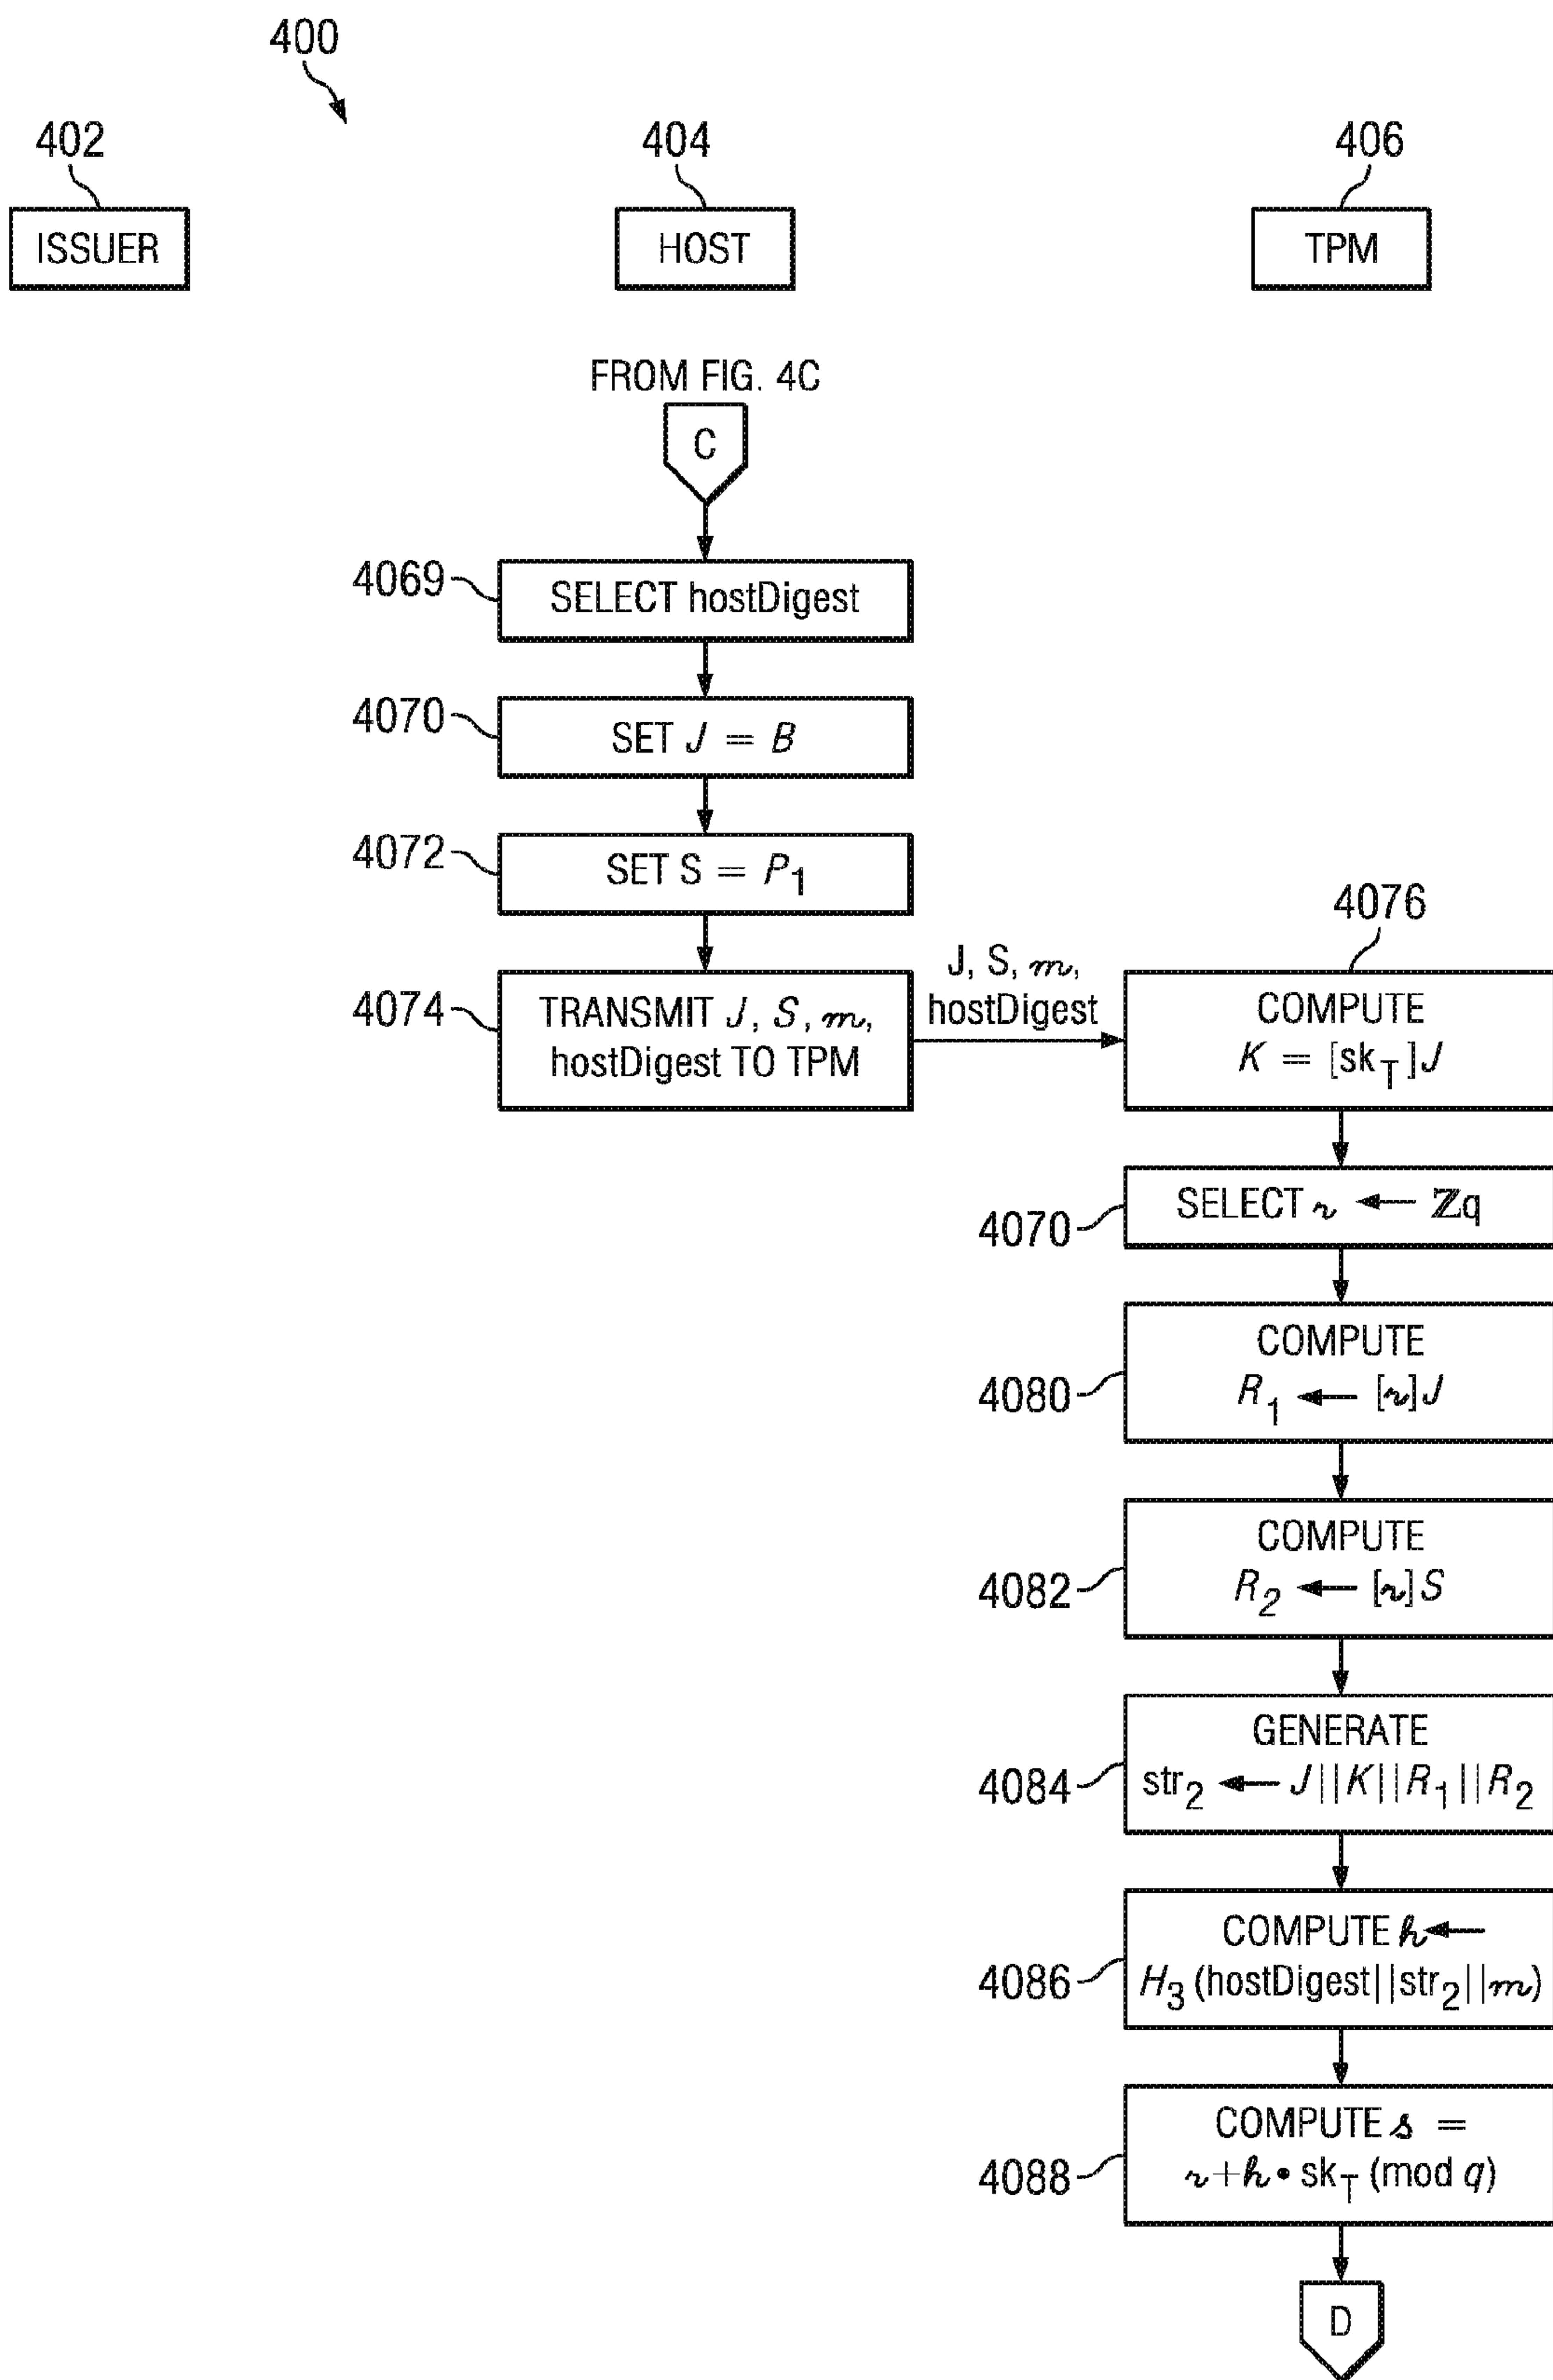 400
402
404
406
ISSUER
HOST
TPM
FROM FIG. 4C
C
4069
SELECT hostDigest
4070
SET J = B
4072
SET S = P₁
4074
TRANSMIT J, S, m,
hostDigest TO TPM
J, S, m,
hostDigest
4076
COMPUTE
K = [sk_T]J
4070
SELECT r ← ℤq
4080
COMPUTE
R₁ ← [r]J
4082
COMPUTE
R₂ ← [r]S
4084
GENERATE
str₂ ← J||K||R₁||R₂
4086
COMPUTE h ←
H₃ (hostDigest||str₂||m)
4088
COMPUTE s =
r+h • sk_T (mod q)
D